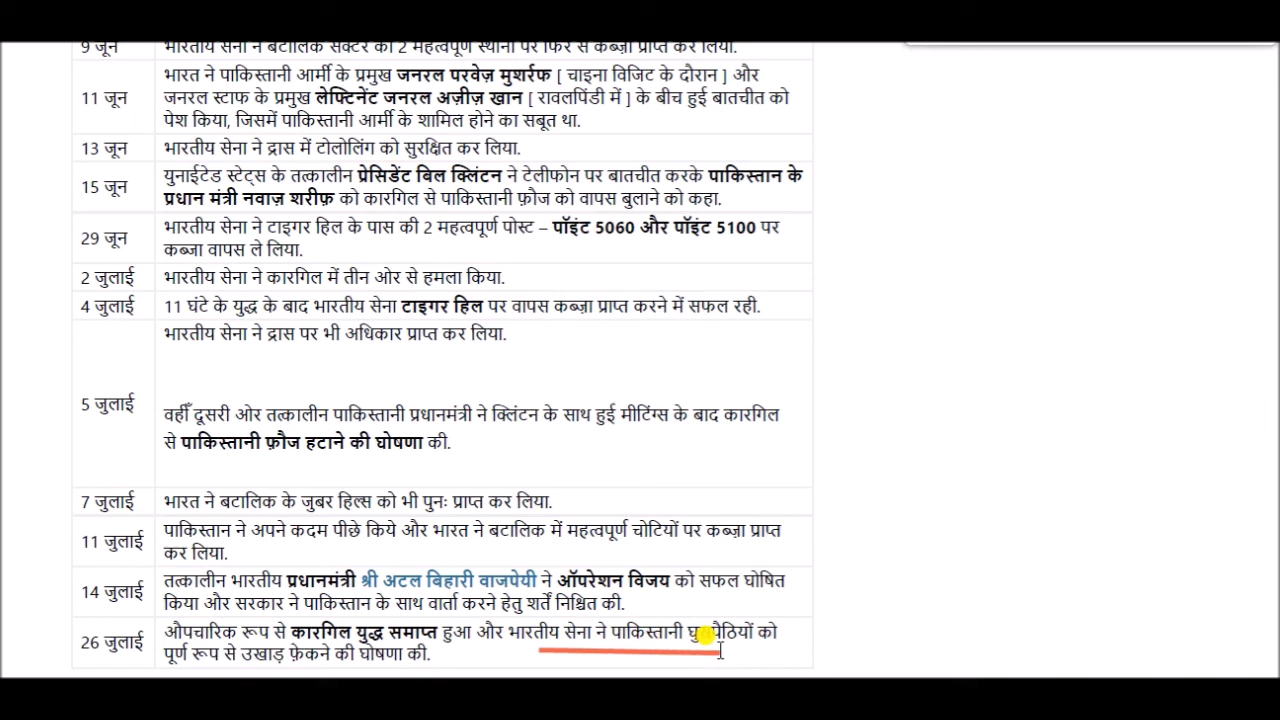 9 जून
भारतीय सेना ने बटालिक सेक्टर की 2 महत्वपूर्ण स्थानों पर फिर से कब्ज़ा प्राप्त कर लिया.
भारत ने पाकिस्तानी आर्मी के प्रमुख जनरल परवेज़ मुशर्रफ [ चाइना विजिट के दौरान ] और
11 जून
जनरल स्टाफ के प्रमुख लेफ्टिनेंट जनरल अज़ीज़ खान [ रावलपिंडी में ] के बीच हुई बातचीत को
पेश किया, जिसमें पाकिस्तानी आर्मी के शामिल होने का सबूत था.
13 जून
भारतीय सेना ने द्रास में टोलोलिंग को सुरक्षित कर लिया.
15 जून
युनाईटेड स्टेट्स के तत्कालीन प्रेसिडेंट बिल क्लिंटन ने टेलीफोन पर बातचीत करके पाकिस्तान के
प्रधान मंत्री नवाज़ शरीफ़ को कारगिल से पाकिस्तानी फ़ौज को वापस बुलाने को कहा.
29 जून
भारतीय सेना ने टाइगर हिल के पास की 2 महत्वपूर्ण पोस्ट – पॉइंट 5060 और पॉइंट 5100 पर
कब्जा वापस ले लिया.
2 जुलाई
भारतीय सेना ने कारगिल में तीन ओर से हमला किया.
4 जुलाई
11 घंटे के युद्ध के बाद भारतीय सेना टाइगर हिल पर वापस कब्ज़ा प्राप्त करने में सफल रही.
5 जुलाई
भारतीय सेना ने द्रास पर भी अधिकार प्राप्त कर लिया.
वहीँ दूसरी ओर तत्कालीन पाकिस्तानी प्रधानमंत्री ने क्लिंटन के साथ हुई मीटिंग्स के बाद कारगिल
से पाकिस्तानी फ़ौज हटाने की घोषणा की.
7 जुलाई
भारत ने बटालिक के जुबर हिल्स को भी पुनः प्राप्त कर लिया.
11 जुलाई
पाकिस्तान ने अपने कदम पीछे किये और भारत ने बटालिक में महत्वपूर्ण चोटियों पर कब्ज़ा प्राप्त
कर लिया.
14 जुलाई
तत्कालीन भारतीय प्रधानमंत्री श्री अटल बिहारी वाजपेयी ने ऑपरेशन विजय को सफल घोषित
किया और सरकार ने पाकिस्तान के साथ वार्ता करने हेतु शर्तें निश्चित की.
26 जुलाई
औपचारिक रूप से कारगिल युद्ध समाप्त हुआ और भारतीय सेना ने पाकिस्तानी घुसपैठियों को
पूर्ण रूप से उखाड़ फ़ेकने की घोषणा की.